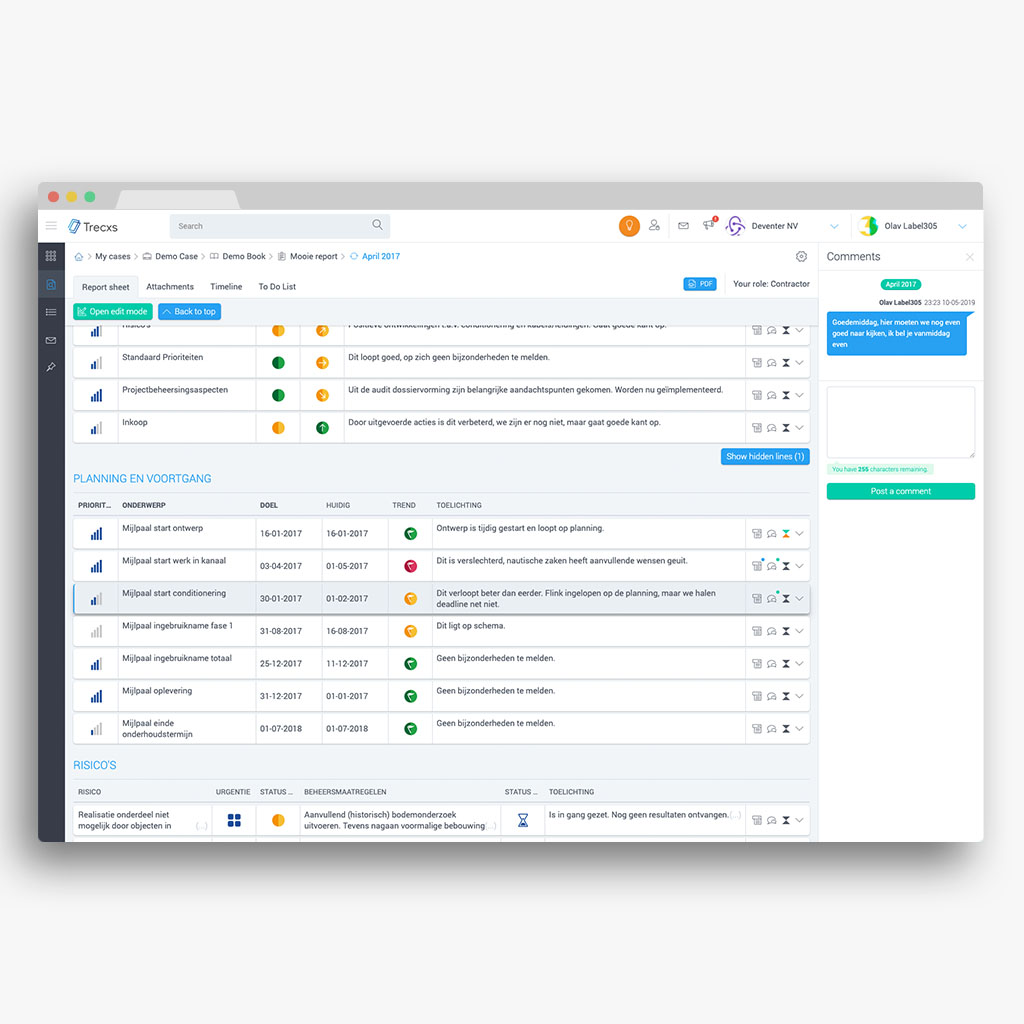 Trecxs
Search
Deventer NV
Olav Label305
My cases
Demo Case
Demo Book
Mooie report
April 2017
Report sheet
Attachments
Timeline
To Do List
PDF
Your role: Contractor
Open edit mode
Back to top
Standaard Prioriteiten
Dit loopt goed, op zich geen bijzonderheden te melden.
Projectbeheersingsaspecten
Uit de audit dossiervorming zijn belangrijke aandachtspunten gekomen. Worden nu geïmplementeerd.
Inkoop
Door uitgevoerde acties is dit verbeterd, we zijn er nog niet, maar gaat goede kant op.
Show hidden lines (1)
PLANNING EN VOORTGANG
PRIORIT... ONDERWERP DOEL HUIDIG TREND TOELICHTING
Mijlpaal start ontwerp
16-01-2017 16-01-2017
Ontwerp is tijdig gestart en loopt op planning.
Mijlpaal start werk in kanaal
03-04-2017 01-05-2017
Dit is verslechterd, nautische zaken heeft aanvullende wensen geuit.
Mijlpaal start conditionering
30-01-2017 01-02-2017
Dit verloopt beter dan eerder. Flink ingelopen op de planning, maar we halen
deadline net niet.
Mijlpaal ingebruikname fase 1
31-08-2017 16-08-2017
Dit ligt op schema.
Mijlpaal ingebruikname totaal
25-12-2017 11-12-2017
Geen bijzonderheden te melden.
Mijlpaal oplevering
31-12-2017 01-01-2017
Geen bijzonderheden te melden.
Mijlpaal einde
onderhoudstermijn
01-07-2018 01-07-2018
Geen bijzonderheden te melden.
RISICO'S
RISICO URGENTIE STATUS ... BEHEERSMAATREGELEN STATUS ... TOELICHTING
Realisatie onderdeel niet
mogelijk door objecten in (...)
Aanvullend (historisch) bodemonderzoek
uitvoeren. Tevens nagaan voormalige bebouwing (...)
Is in gang gezet. Nog geen resultaten ontvangen. (...)
Comments
April 2017
Olav Label305 23:23 10-05-2019
Goedemiddag, hier moeten we nog even
goed naar kijken, ik bel je vanmiddag
even
You have 255 characters remaining.
Post a comment